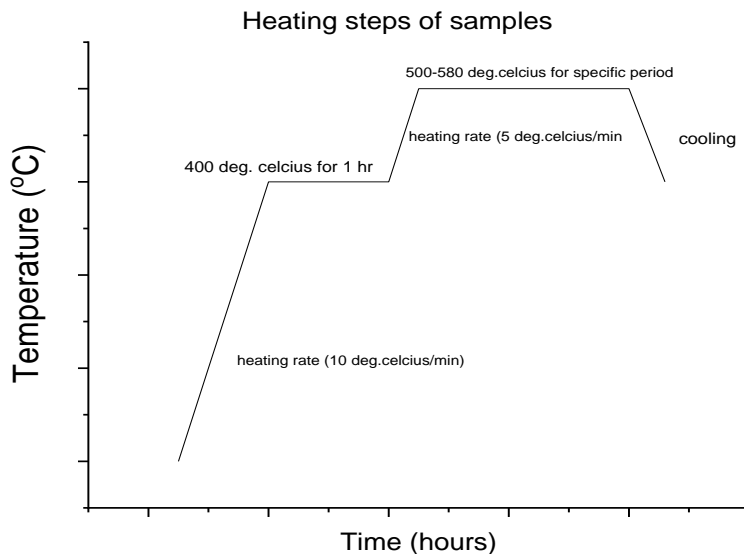 Heating steps of samples
500-580 deg.celcius for specific period
heating rate (5 deg.celcius/min
cooling
400 deg. celcius for 1 hr
heating rate (10 deg.celcius/min)
Temperature (⁰C)
Time (hours)